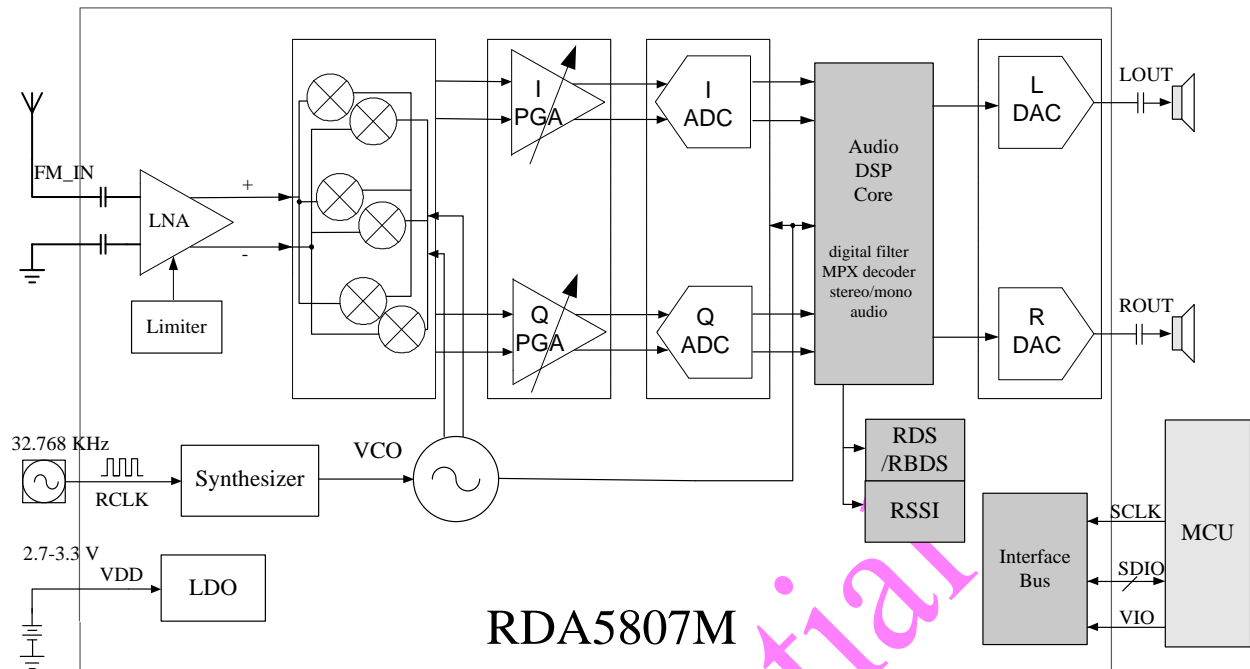 FM_IN
LNA
+
-
Limiter
I
PGA
Q
PGA
I
ADC
Q
ADC
Audio
DSP
Core
digital filter
MPX decoder
stereo/mono
audio
L
DAC
R
DAC
LOUT
ROUT
32.768 KHz
RCLK
Synthesizer
VCO
RDS
/RBDS
RSSI
2.7-3.3 V
VDD
LDO
Interface
Bus
SCLK
SDIO
VIO
MCU
RDA5807M
tial